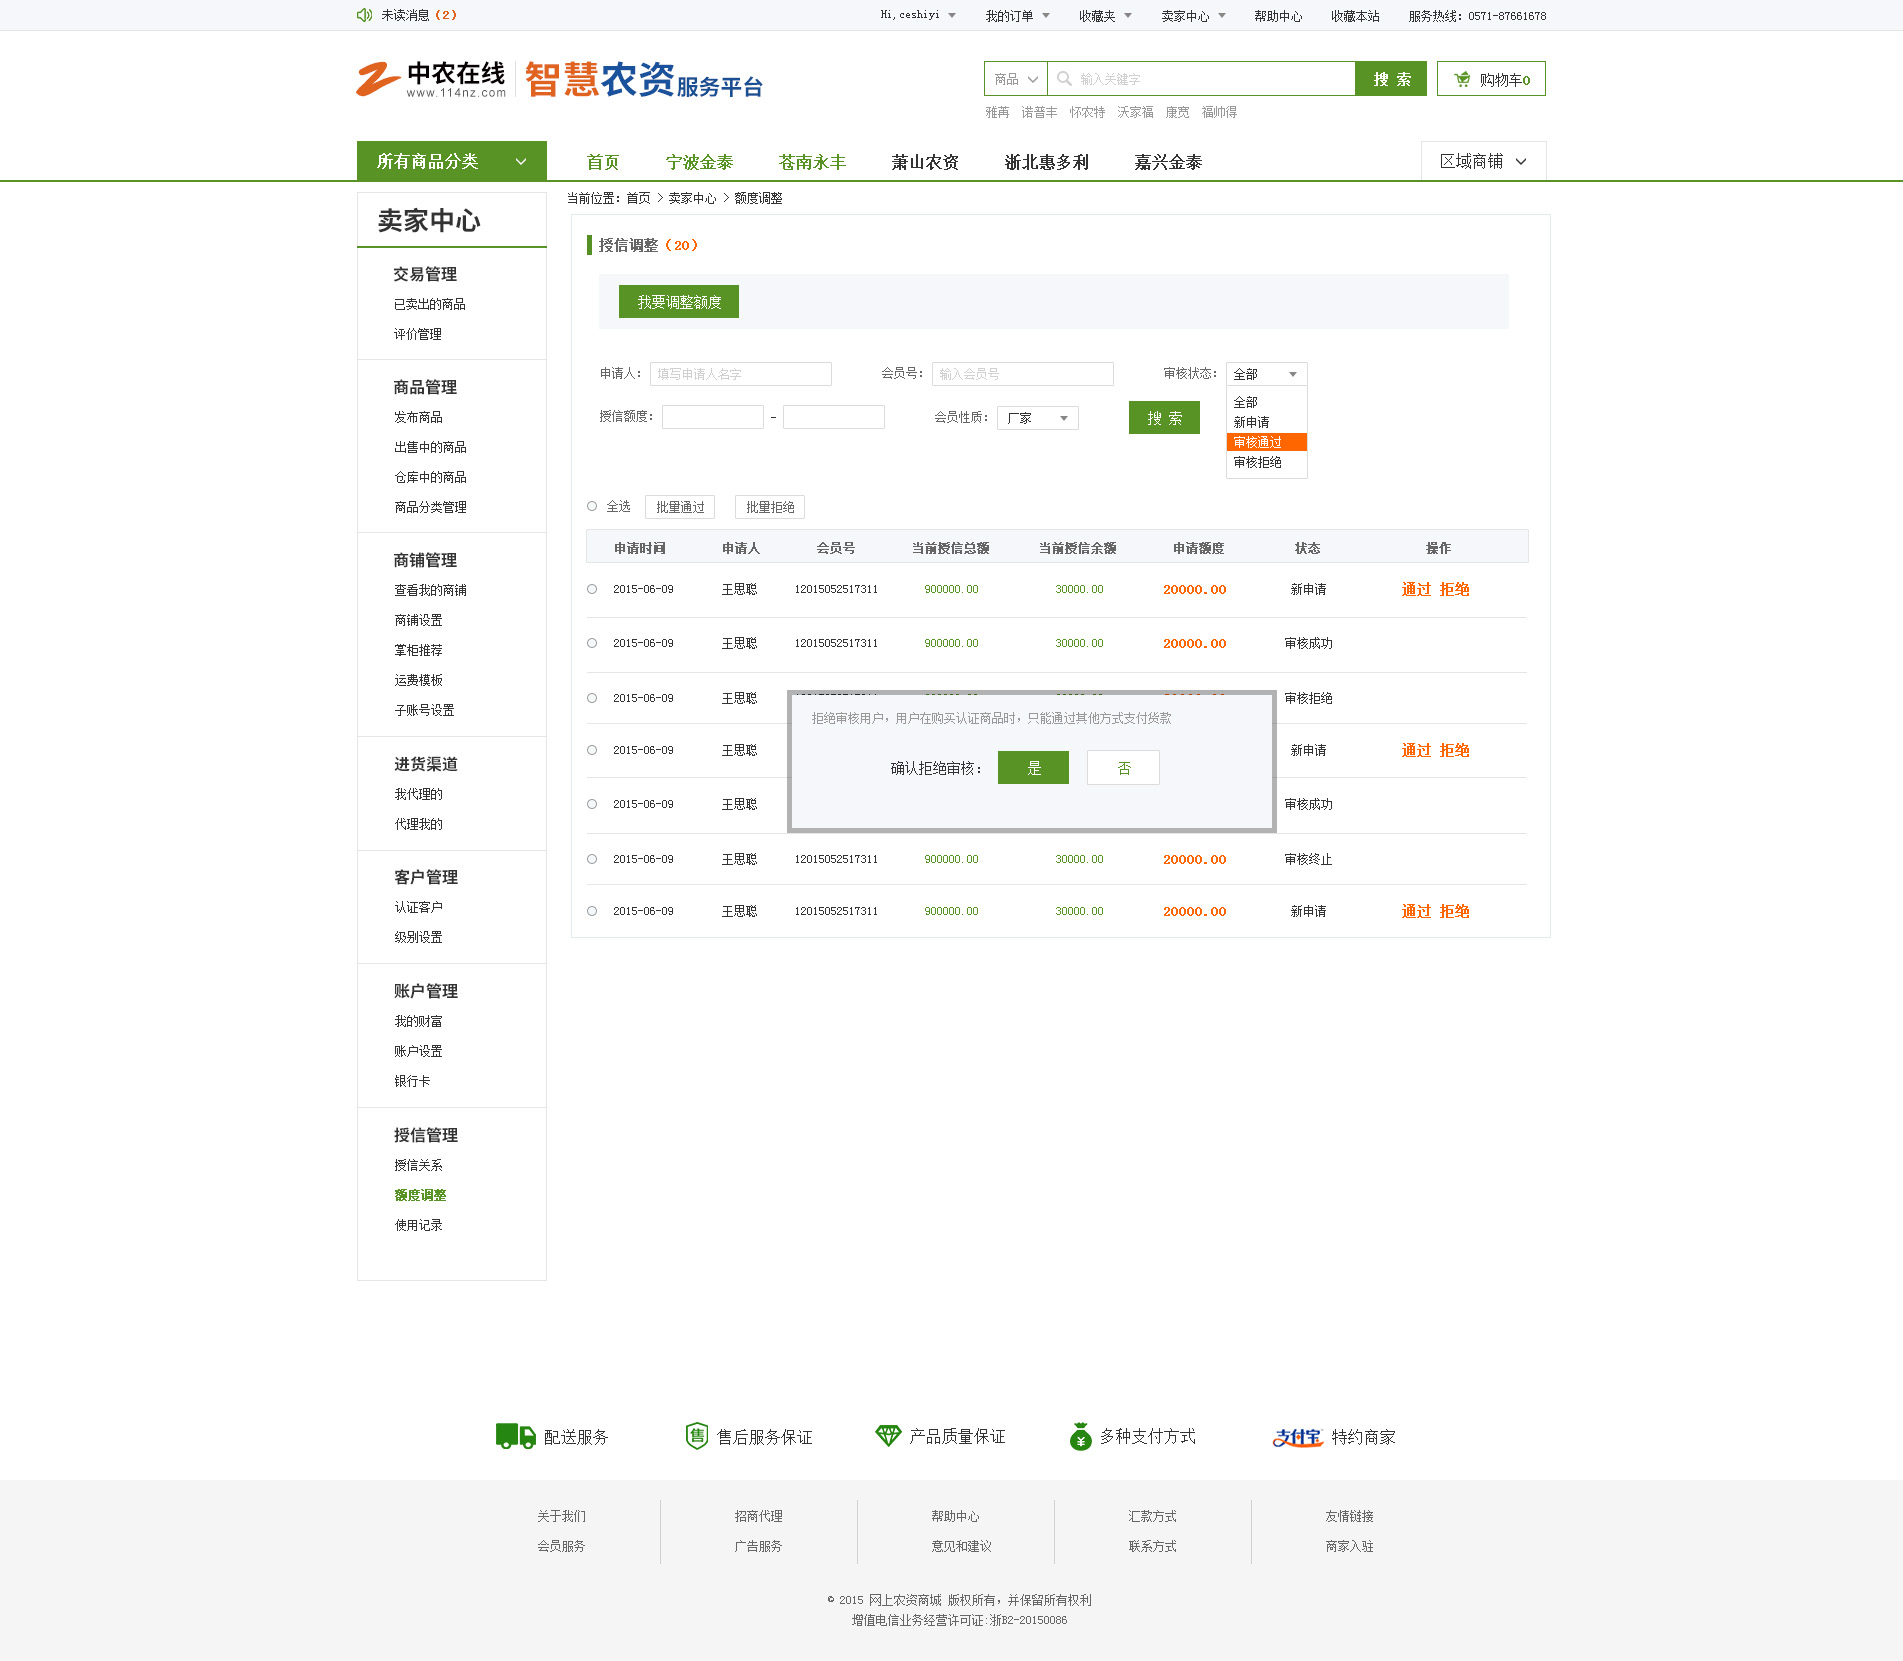 未读消息（2）
Hi,ceshiyi 我的订单 收藏夹 卖家中心 帮助中心 收藏本站 服务热线：0571-87661678
中农在线 www.114nz.com 智慧农资服务平台
商品 输入关键字 搜 索 购物车0
雅苒 诺普丰 怀农特 沃家福 康宽 福帅得
所有商品分类 首页 宁波金泰 苍南永丰 萧山农资 浙北惠多利 嘉兴金泰 区域商铺
当前位置：首页 > 卖家中心 > 额度调整
卖家中心
交易管理
已卖出的商品
评价管理
商品管理
发布商品
出售中的商品
仓库中的商品
商品分类管理
商铺管理
查看我的商铺
商铺设置
掌柜推荐
运费模板
子账号设置
进货渠道
我代理的
代理我的
客户管理
认证客户
级别设置
账户管理
我的财富
账户设置
银行卡
授信管理
授信关系
额度调整
使用记录
授信调整（20）
我要调整额度
申请人： 填写申请人名字 会员号： 输入会员号 审核状态： 全部
授信额度： - 会员性质： 厂家 搜 索
全部
新申请
审核通过
审核拒绝
全选 批量通过 批量拒绝
申请时间 申请人 会员号 当前授信总额 当前授信余额 申请额度 状态 操作
2015-06-09 王思聪 12015052517311 900000.00 30000.00 20000.00 新申请 通过 拒绝
2015-06-09 王思聪 12015052517311 900000.00 30000.00 20000.00 审核成功
2015-06-09 王思聪 审核拒绝
2015-06-09 王思聪 新申请 通过 拒绝
2015-06-09 王思聪 审核成功
拒绝审核用户，用户在购买认证商品时，只能通过其他方式支付货款
确认拒绝审核： 是 否
2015-06-09 王思聪 12015052517311 900000.00 30000.00 20000.00 审核终止
2015-06-09 王思聪 12015052517311 900000.00 30000.00 20000.00 新申请 通过 拒绝
配送服务 售 售后服务保证 产品质量保证 ¥ 多种支付方式 支付宝 特约商家
关于我们 招商代理 帮助中心 汇款方式 友情链接
会员服务 广告服务 意见和建议 联系方式 商家入驻
© 2015 网上农资商城 版权所有，并保留所有权利
增值电信业务经营许可证:浙B2-20150086